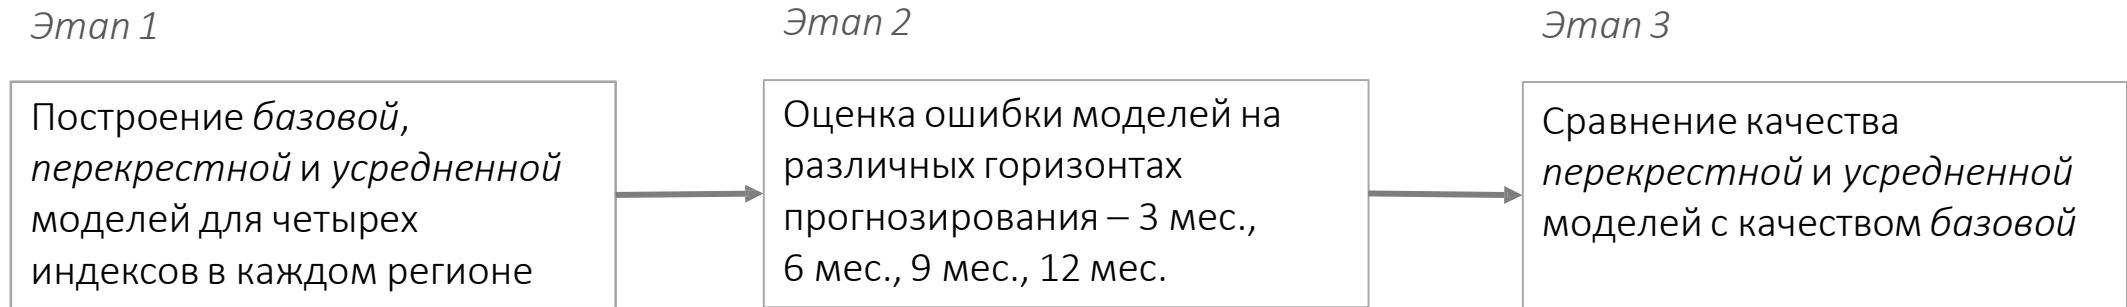 Этап 1
Построение базовой,
перекрестной и усредненной
моделей для четырех
индексов в каждом регионе
Этап 2
Оценка ошибки моделей на
различных горизонтах
прогнозирования – 3 мес.,
6 мес., 9 мес., 12 мес.
Этап 3
Сравнение качества
перекрестной и усредненной
моделей с качеством базовой